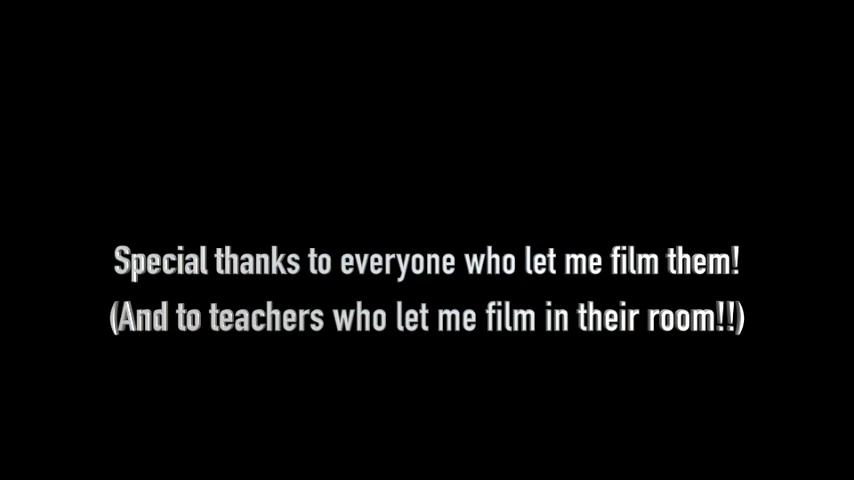 Special thanks to everyone who let me film them!
(And to teachers who let me film in their room!!)